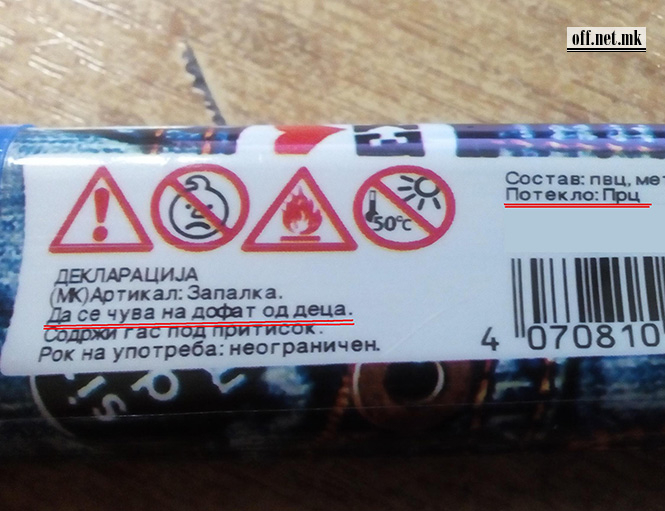 off.net.mk
50°c
Состав: пвц, мет
Потекло: Прц
ДЕКЛАРАЦИЈА
(МК)Артикал: Запалка.
Да се чува на дофат од деца.
Содржи гас под притисок.
Рок на употреба: неограничен.
4 070810